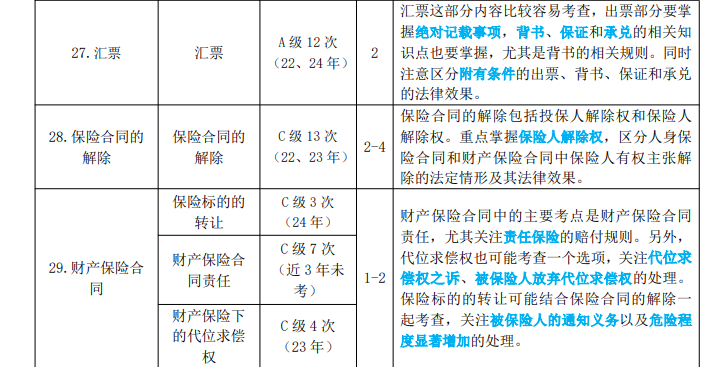 27.汇票
汇票
A 级 12 次
（22、24 年）
2
汇票这部分内容比较容易考查，出票部分要掌
握绝对记载事项，背书、保证和承兑的相关知
识点也要掌握，尤其是背书的相关规则。同时
注意区分附有条件的出票、背书、保证和承兑
的法律效果。
28.保险合同的
解除
保险合同的
解除
C 级 13 次
（22、23 年）
2-4
保险合同的解除包括投保人解除权和保险人
解除权。重点掌握保险人解除权，区分人身保
险合同和财产保险合同中保险人有权主张解
除的法定情形及其法律效果。
29.财产保险合
同
保险标的的
转让
C 级 3 次
（24 年）
财产保险合
同责任
C 级 7 次
（近 3 年未
考）
财产保险下
的代位求偿
权
C 级 4 次
（23 年）
1-2
财产保险合同中的主要考点是财产保险合同
责任，尤其关注责任保险的赔付规则。另外，
代位求偿权也可能考查一个选项，关注代位求
偿权之诉、被保险人放弃代位求偿权的处理。
保险标的的转让可能结合保险合同的解除一
起考查，关注被保险人的通知义务以及危险程
度显著增加的处理。